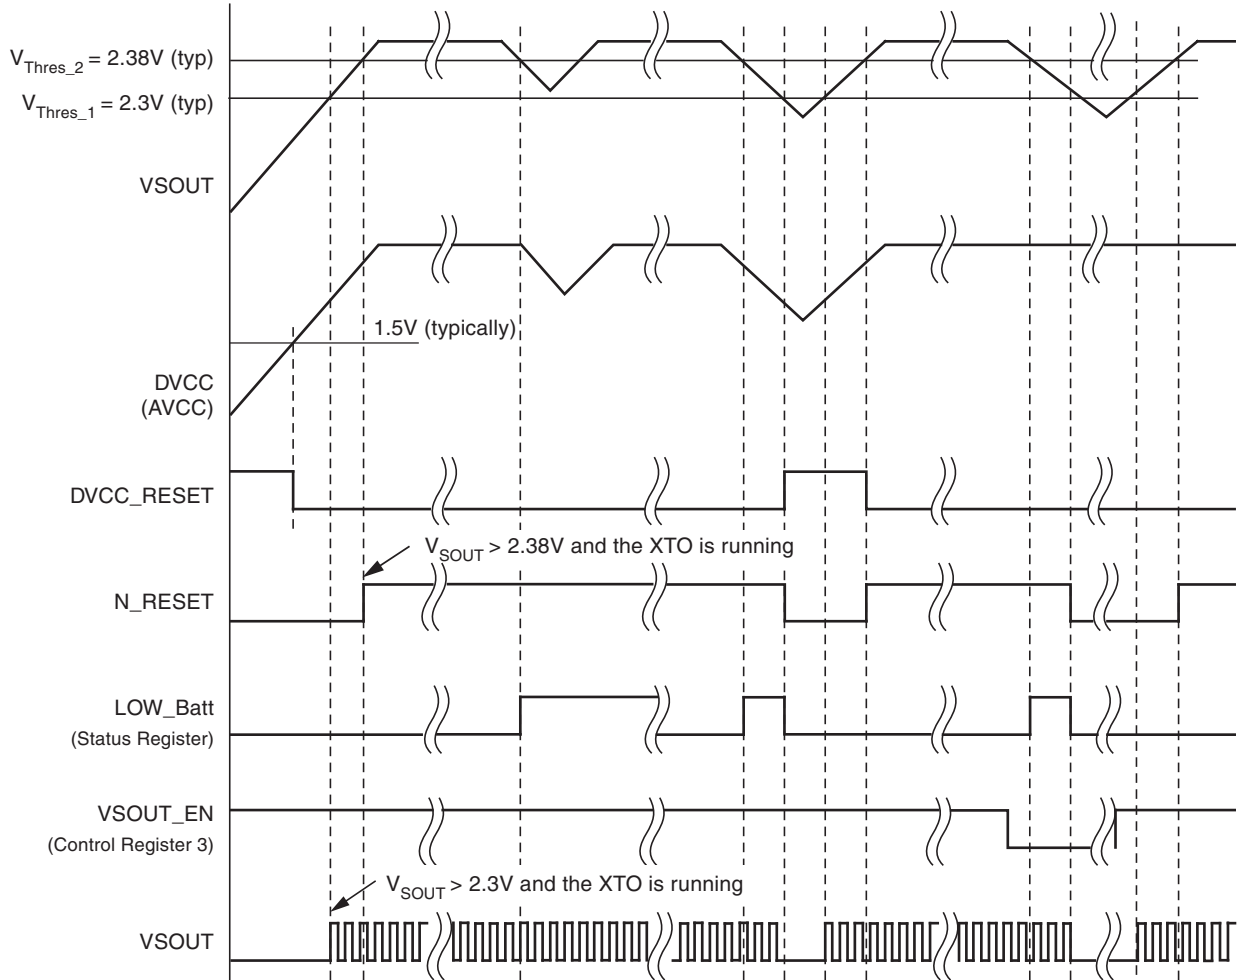 V_Thres_2 = 2.38V (typ)
V_Thres_1 = 2.3V (typ)
VSOUT
1.5V (typically)
DVCC
(AVCC)
DVCC_RESET
V_SOUT > 2.38V and the XTO is running
N_RESET
LOW_Batt
(Status Register)
VSOUT_EN
(Control Register 3)
V_SOUT > 2.3V and the XTO is running
VSOUT